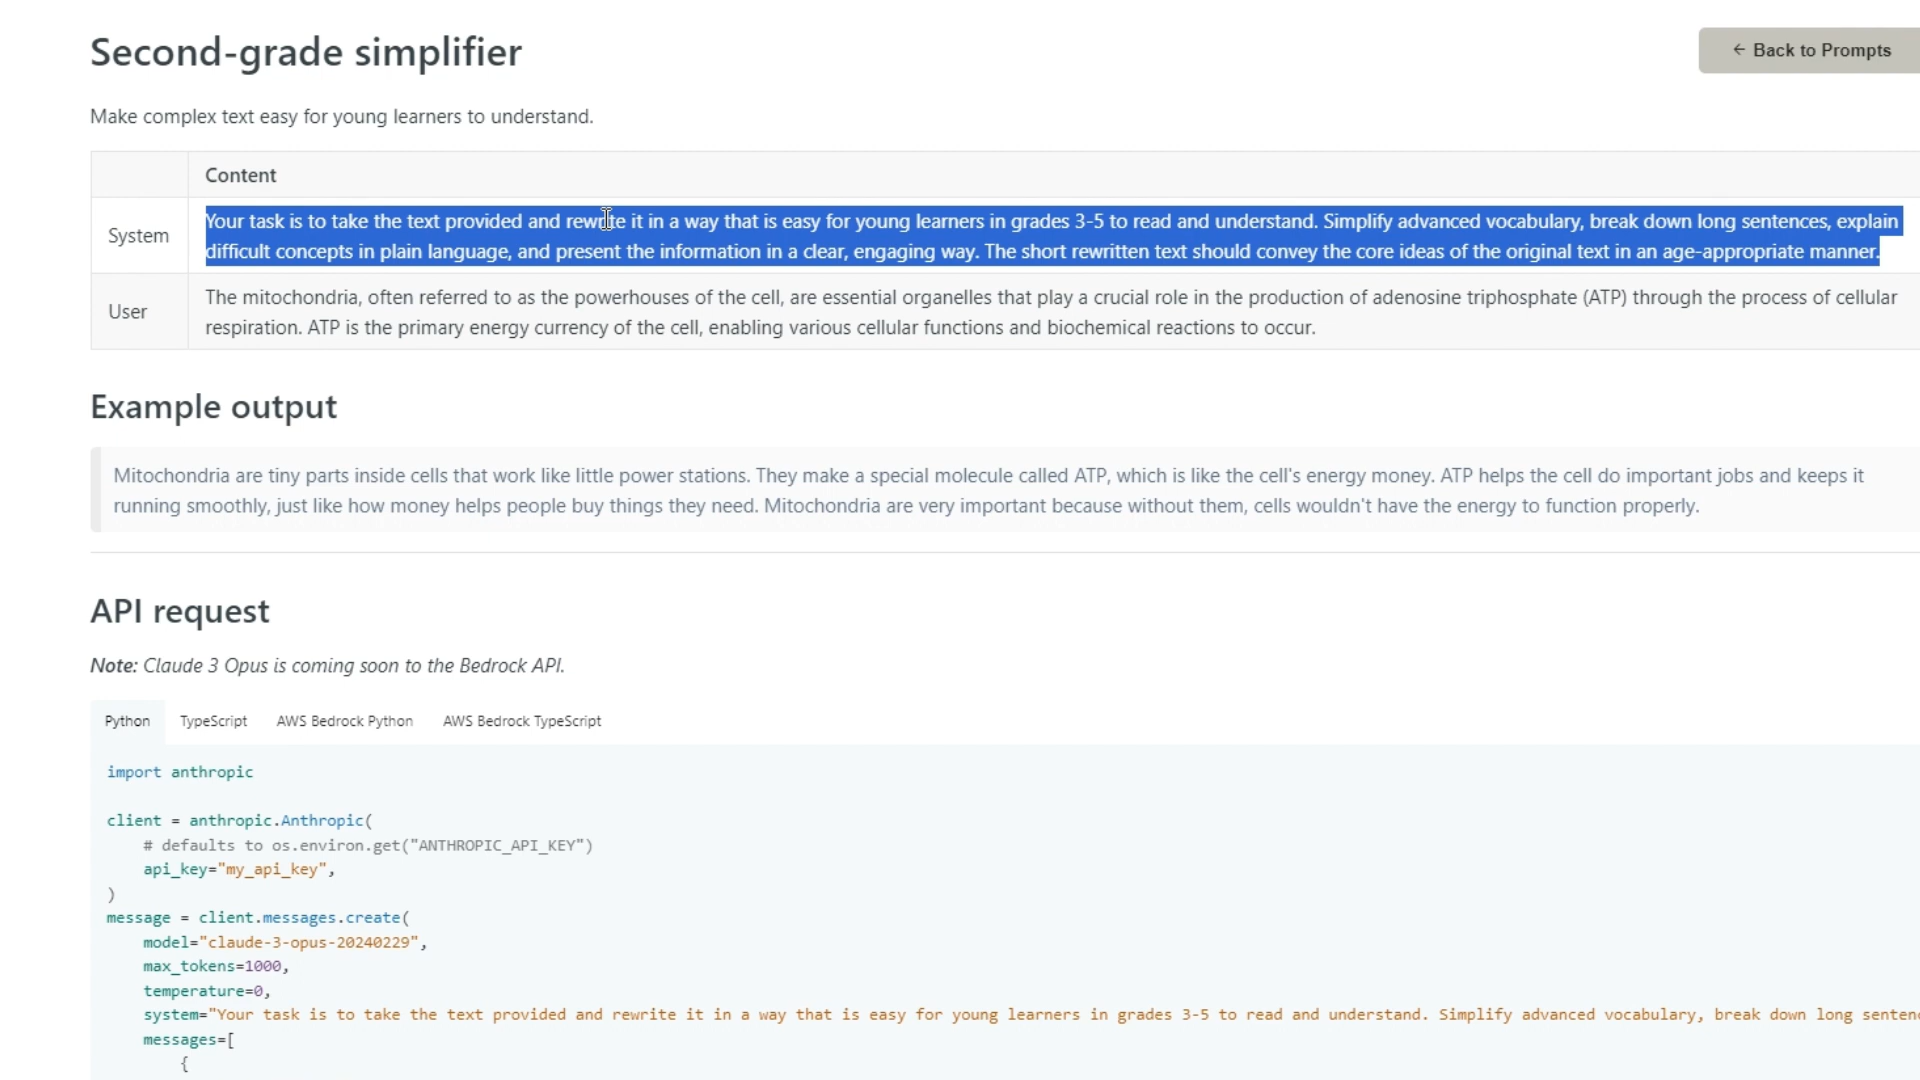 Second-grade simplifier
← Back to Prompts
Make complex text easy for young learners to understand.
Content
System
Your task is to take the text provided and rewrite it in a way that is easy for young learners in grades 3-5 to read and understand. Simplify advanced vocabulary, break down long sentences, explain
difficult concepts in plain language, and present the information in a clear, engaging way. The short rewritten text should convey the core ideas of the original text in an age-appropriate manner.
User
The mitochondria, often referred to as the powerhouses of the cell, are essential organelles that play a crucial role in the production of adenosine triphosphate (ATP) through the process of cellular
respiration. ATP is the primary energy currency of the cell, enabling various cellular functions and biochemical reactions to occur.
Example output
Mitochondria are tiny parts inside cells that work like little power stations. They make a special molecule called ATP, which is like the cell's energy money. ATP helps the cell do important jobs and keeps it
running smoothly, just like how money helps people buy things they need. Mitochondria are very important because without them, cells wouldn't have the energy to function properly.
API request
Note: Claude 3 Opus is coming soon to the Bedrock API.
Python TypeScript AWS Bedrock Python AWS Bedrock TypeScript
import anthropic
client = anthropic.Anthropic(
# defaults to os.environ.get("ANTHROPIC_API_KEY")
api_key="my_api_key",
)
message = client.messages.create(
model="claude-3-opus-20240229",
max_tokens=1000,
temperature=0,
system="Your task is to take the text provided and rewrite it in a way that is easy for young learners in grades 3-5 to read and understand. Simplify advanced vocabulary, break down long
messages=[
{